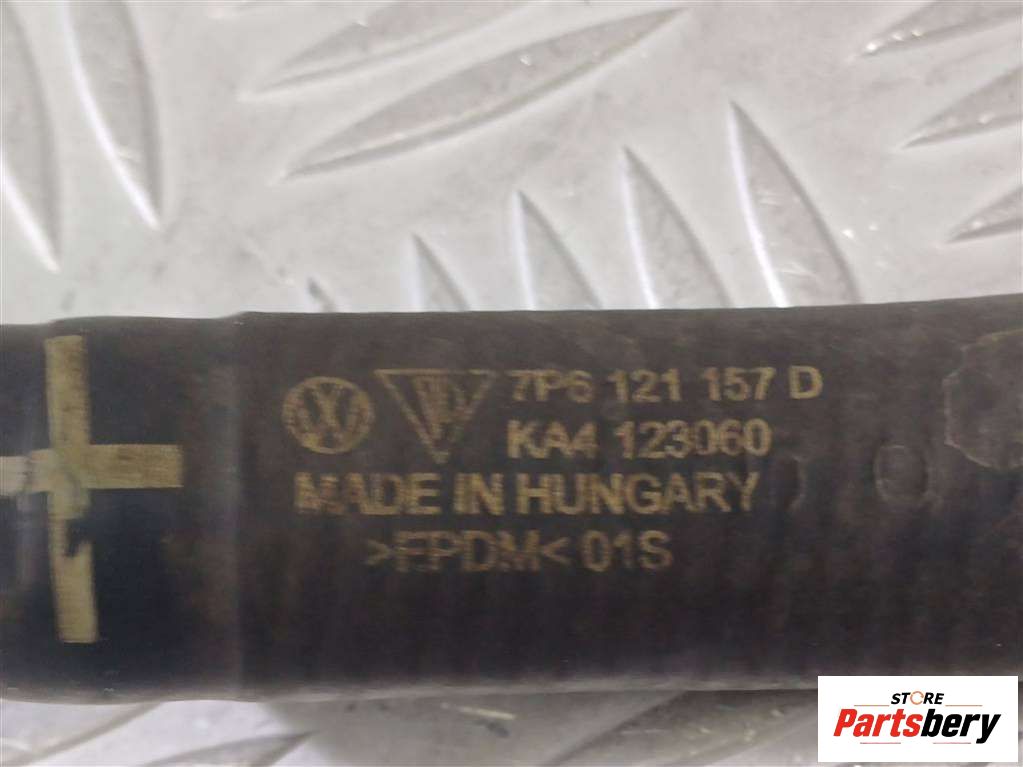 7P6 121 157 D
KA4 123060
MADE IN HUNGARY
>EPDM< 01S
STORE
Partsbery